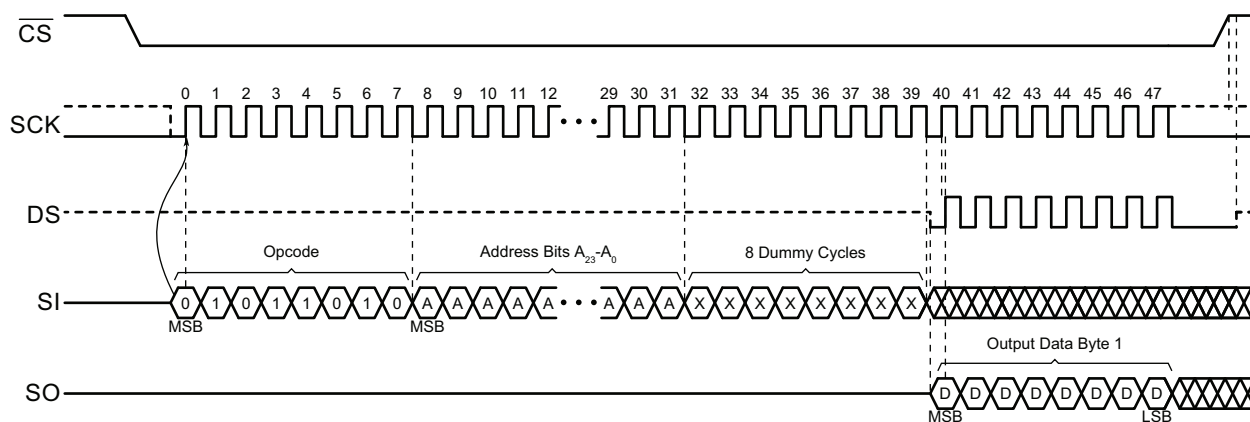 CS
0 1 2 3 4 5 6 7 8 9 10 11 12 29 30 31 32 33 34 35 36 37 38 39 40 41 42 43 44 45 46 47
SCK
DS
Opcode Address Bits A23-A0 8 Dummy Cycles
SI 0 1 0 1 1 0 1 0 A A A A A A A A X X X X X X X X
MSB MSB
Output Data Byte 1
SO D D D D D D D D
MSB LSB